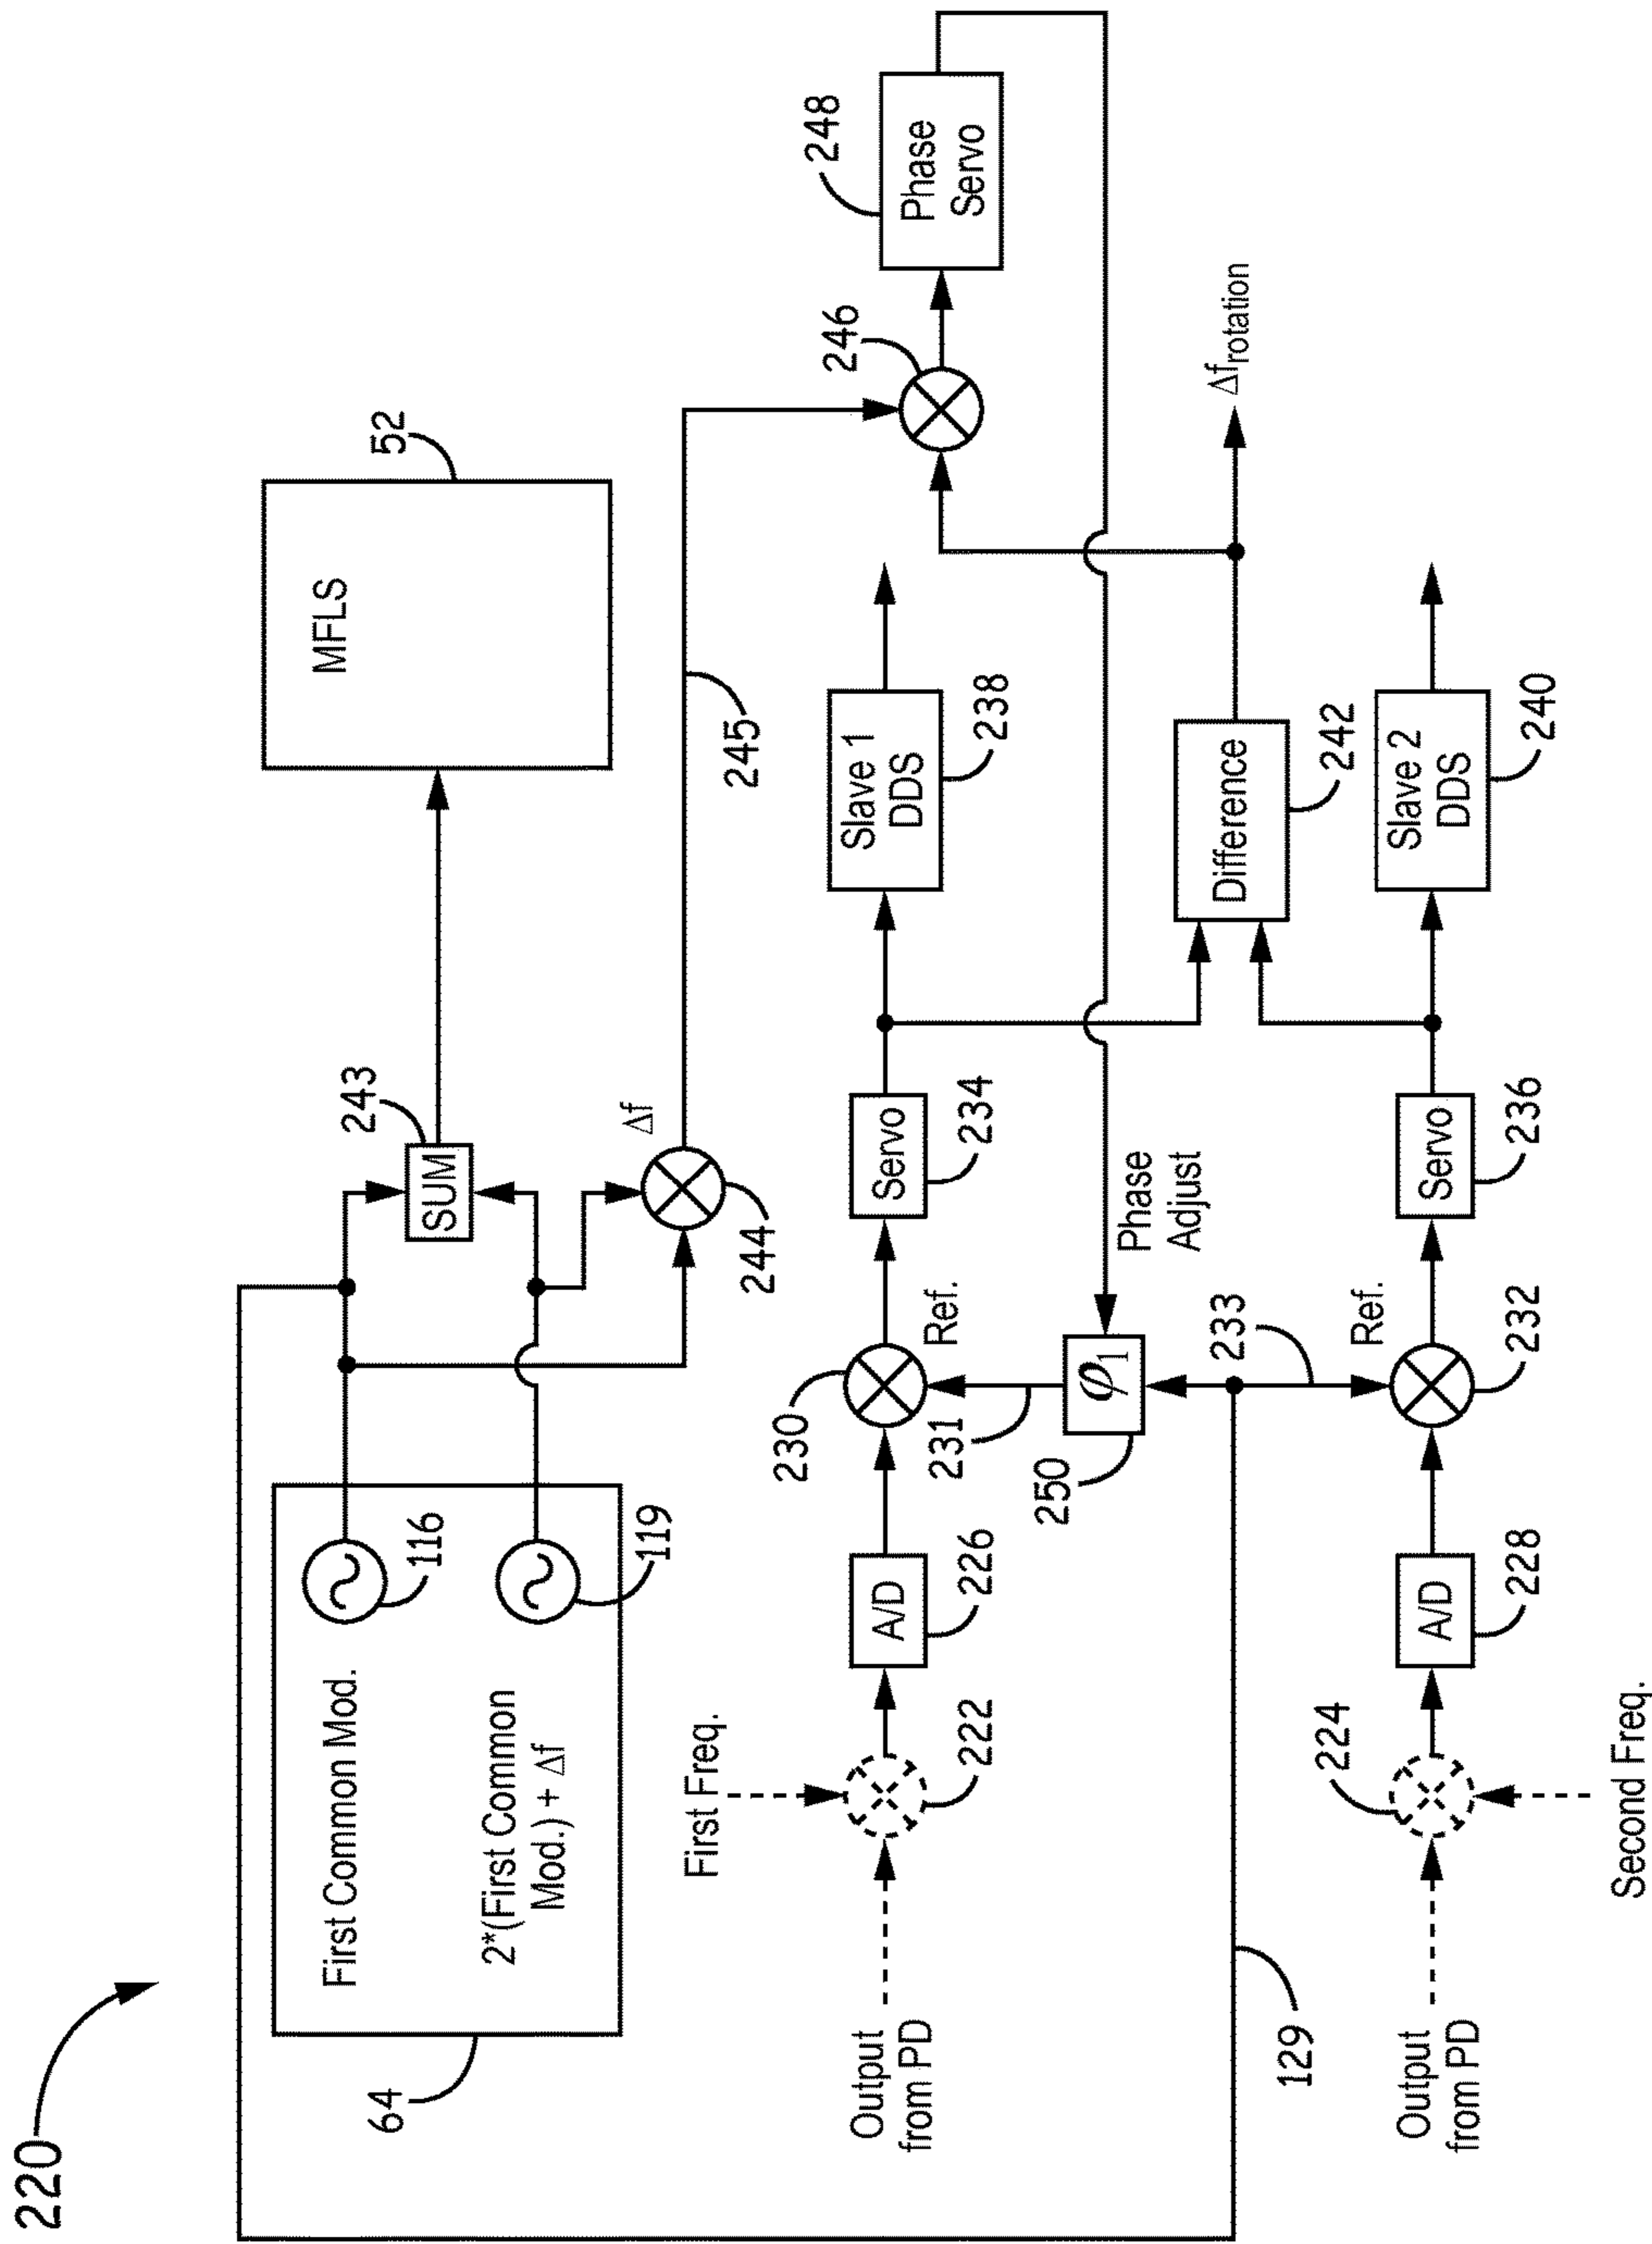 220
64
First Common Mod.
2*(First Common
Mod.) + Δf
116
119
243
SUM
MFLS
52
Δf
244
245
First Freq.
Output
from PD
222
A/D
226
230
Ref.
231
Servo
234
Slave 1
DDS
238
246
Phase
Servo
248
250
φ1
Phase
Adjust
129
233
Difference
242
Δfrotation
Output
from PD
224
Second Freq.
A/D
228
Ref.
232
Servo
236
Slave 2
DDS
240